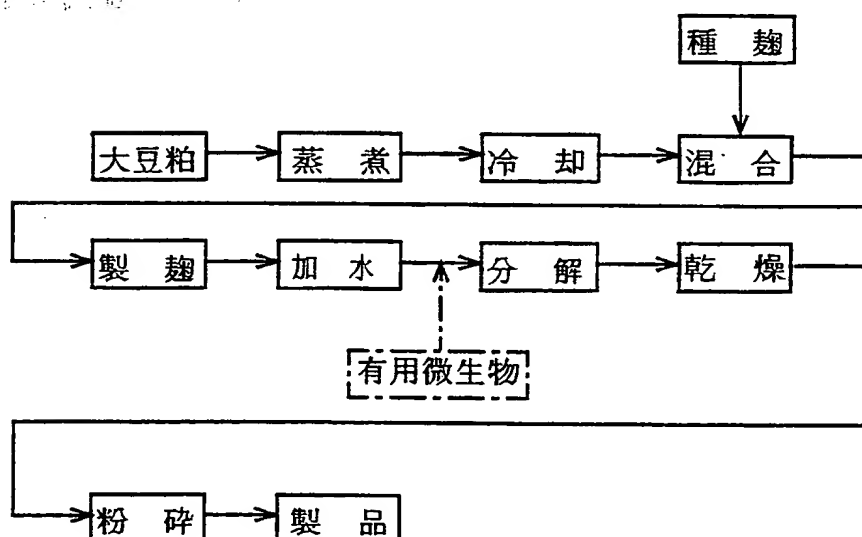 種麹
大豆粕 蒸煮 冷却 混合
製麹 加水 分解 乾燥
有用微生物
粉砕 製品